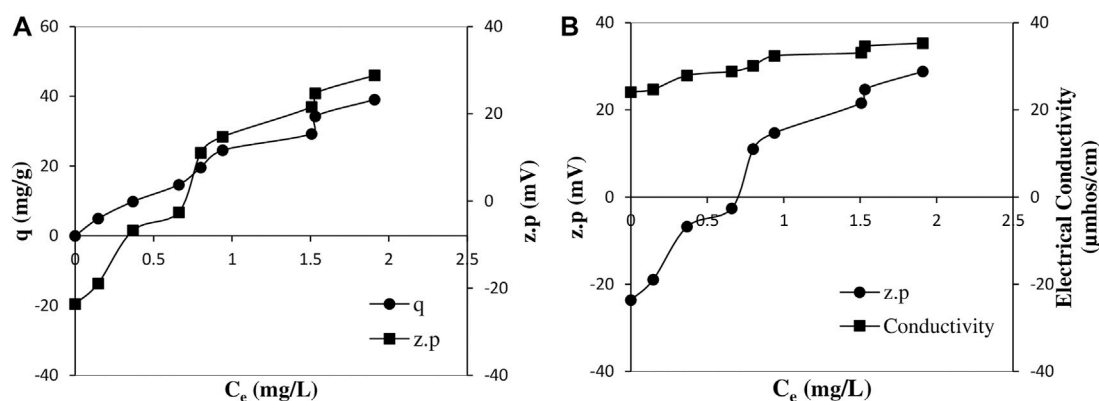 A
60
40
20
0
-20
-40
q (mg/g)
0 0.5 1 1.5 2 2.5
C_e (mg/L)
40
20
0
-20
-40
z.p (mV)
q
z.p
B
40
20
0
-20
-40
z.p (mV)
0 0.5 1 1.5 2 2.5
C_e (mg/L)
40
20
0
-20
-40
Electrical Conductivity
(μmhos/cm)
z.p
Conductivity